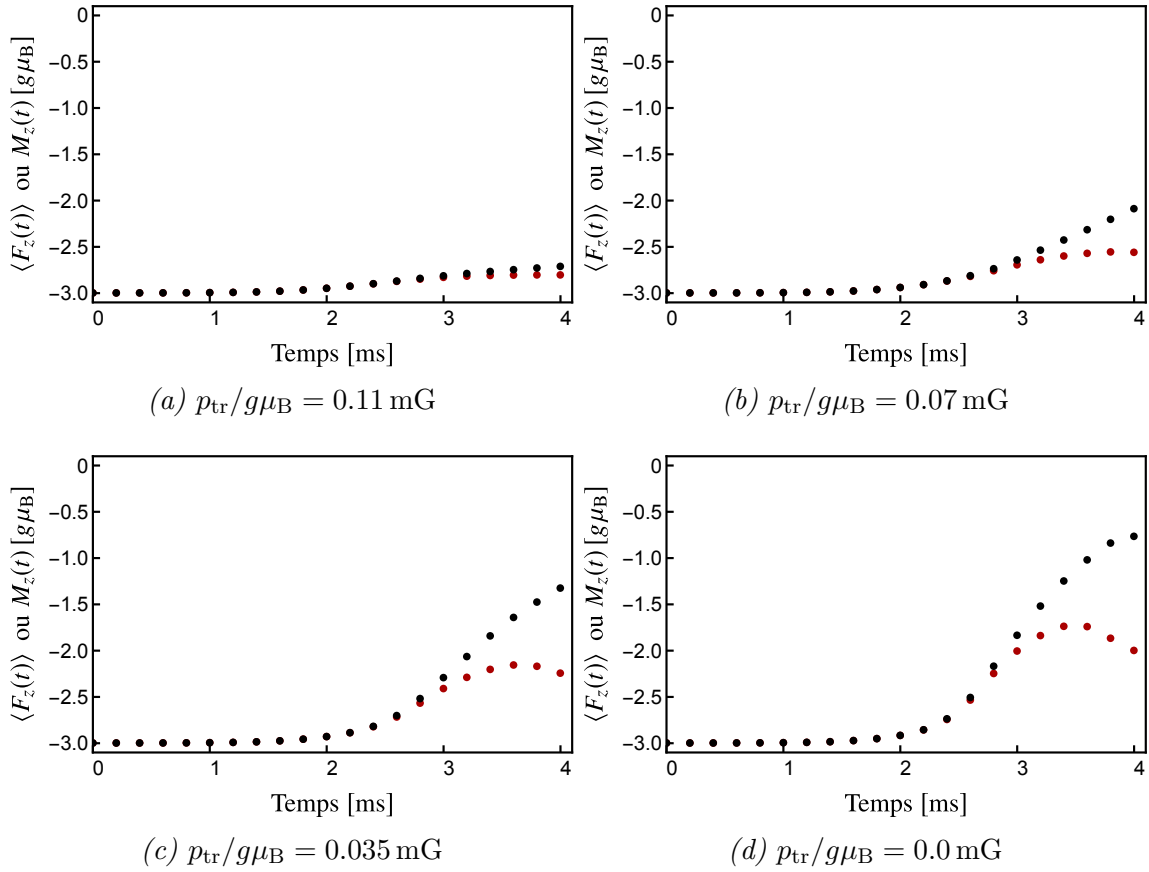 ⟨F_z(t)⟩ ou M_z(t) [gμ_B]
0
−0.5
−1.0
−1.5
−2.0
−2.5
−3.0
0 1 2 3 4
Temps [ms]
(a) p_tr/gμ_B = 0.11 mG
⟨F_z(t)⟩ ou M_z(t) [gμ_B]
0
−0.5
−1.0
−1.5
−2.0
−2.5
−3.0
0 1 2 3 4
Temps [ms]
(b) p_tr/gμ_B = 0.07 mG
⟨F_z(t)⟩ ou M_z(t) [gμ_B]
0
−0.5
−1.0
−1.5
−2.0
−2.5
−3.0
0 1 2 3 4
Temps [ms]
(c) p_tr/gμ_B = 0.035 mG
⟨F_z(t)⟩ ou M_z(t) [gμ_B]
0
−0.5
−1.0
−1.5
−2.0
−2.5
−3.0
0 1 2 3 4
Temps [ms]
(d) p_tr/gμ_B = 0.0 mG